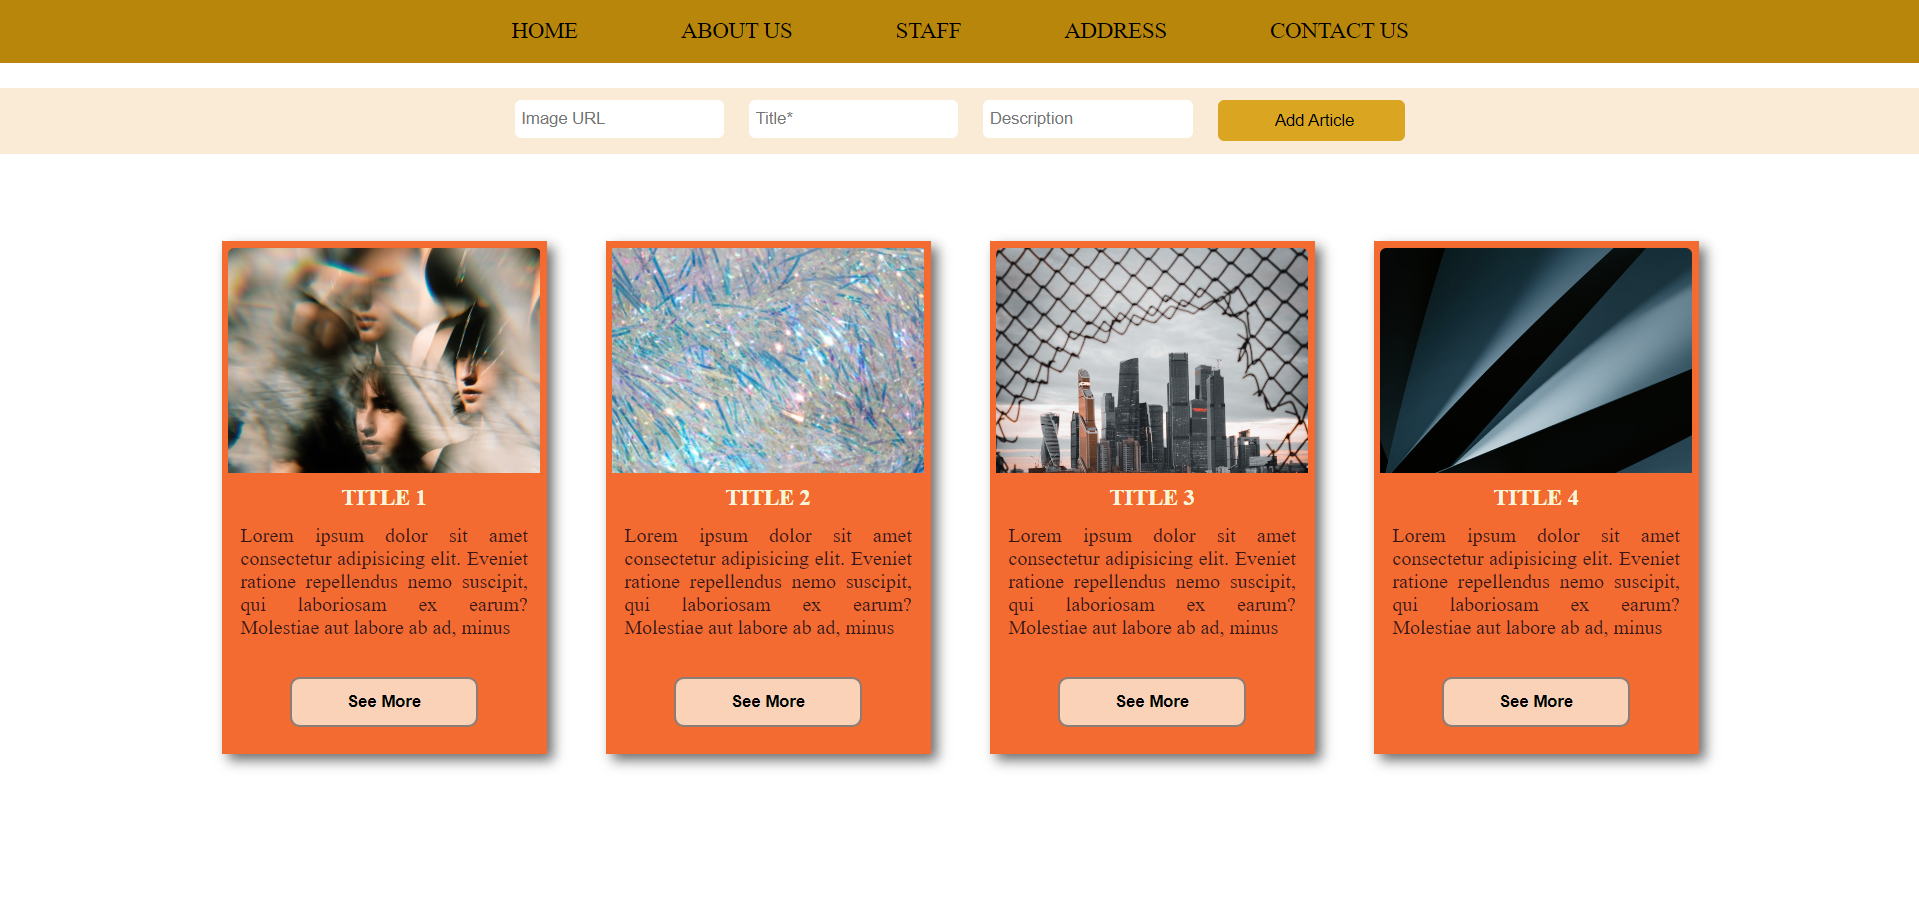 HOME ABOUT US STAFF ADDRESS CONTACT US
Image URL Title* Description Add Article
TITLE 1
Lorem ipsum dolor sit amet
consectetur adipisicing elit. Eveniet
ratione repellendus nemo suscipit,
qui laboriosam ex earum?
Molestiae aut labore ab ad, minus
See More
TITLE 2
Lorem ipsum dolor sit amet
consectetur adipisicing elit. Eveniet
ratione repellendus nemo suscipit,
qui laboriosam ex earum?
Molestiae aut labore ab ad, minus
See More
TITLE 3
Lorem ipsum dolor sit amet
consectetur adipisicing elit. Eveniet
ratione repellendus nemo suscipit,
qui laboriosam ex earum?
Molestiae aut labore ab ad, minus
See More
TITLE 4
Lorem ipsum dolor sit amet
consectetur adipisicing elit. Eveniet
ratione repellendus nemo suscipit,
qui laboriosam ex earum?
Molestiae aut labore ab ad, minus
See More